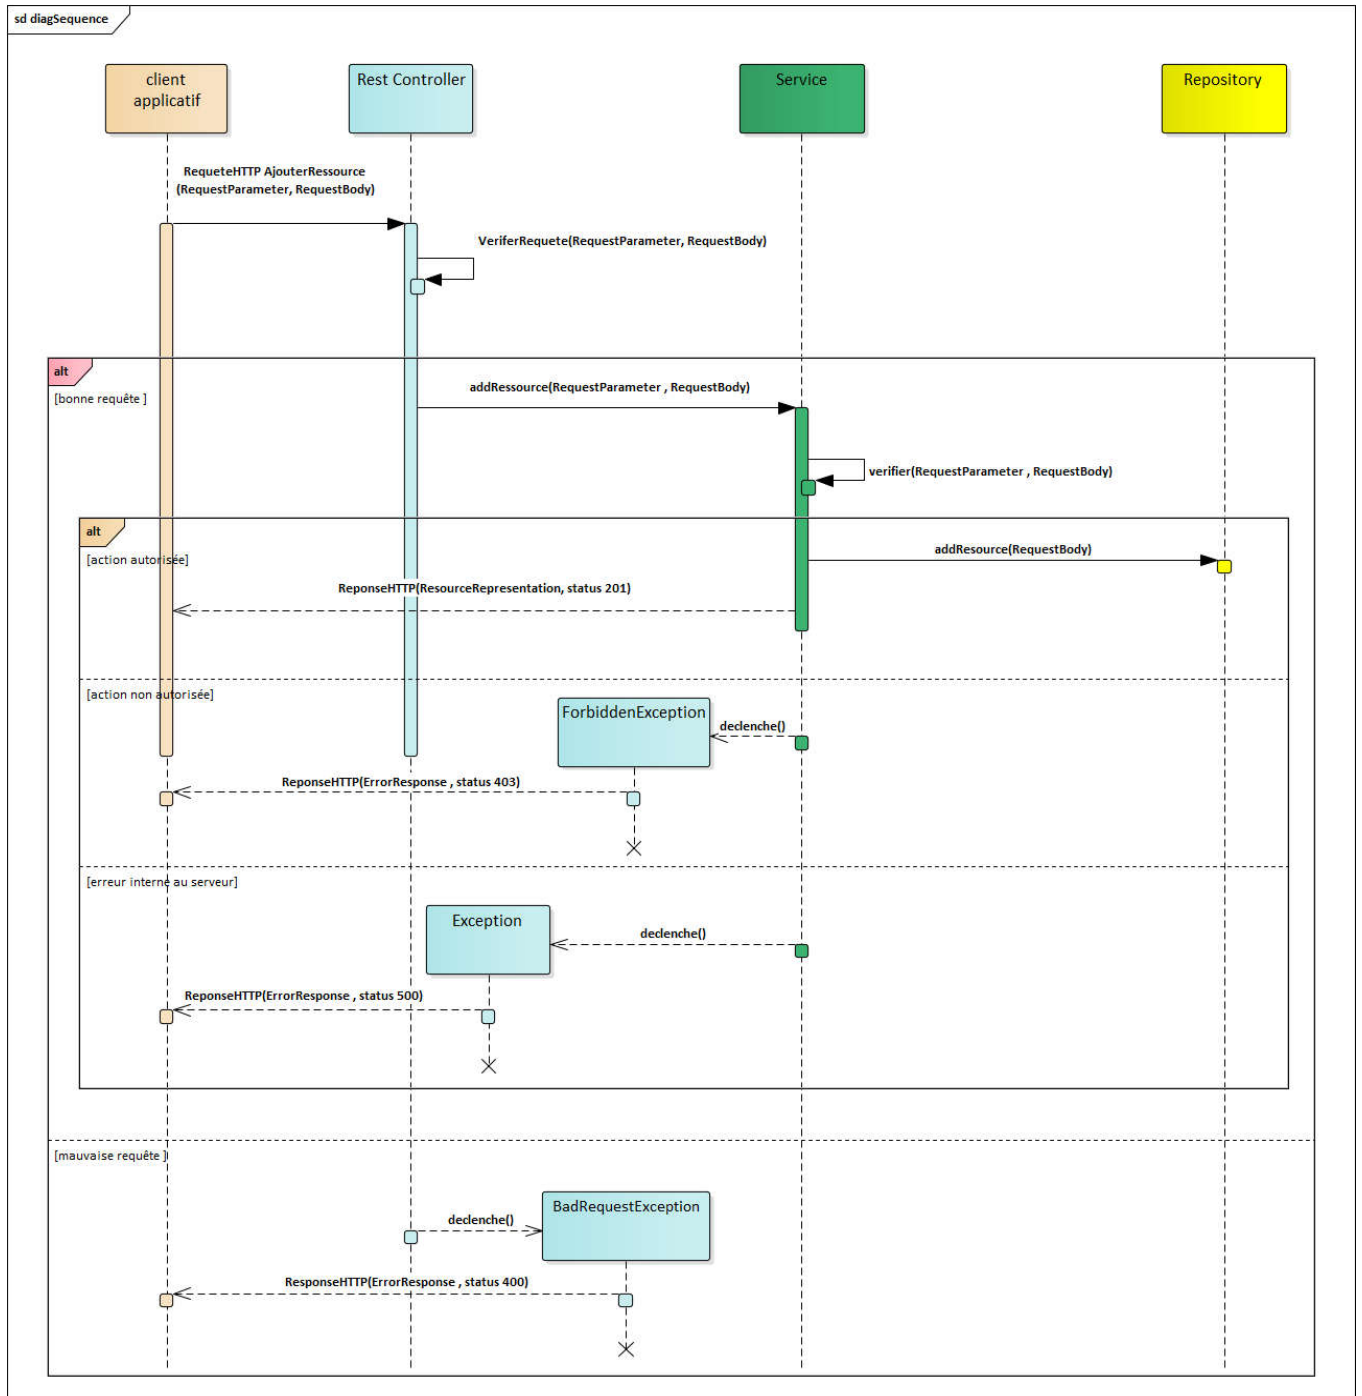 sd diagSequence
client
applicatif
Rest Controller
Service
Repository
RequeteHTTP AjouterRessource
(RequestParameter, RequestBody)
VeriferRequete(RequestParameter, RequestBody)
alt
[bonne requête ]
addRessource(RequestParameter , RequestBody)
verifier(RequestParameter , RequestBody)
alt
[action autorisée]
addResource(RequestBody)
ReponseHTTP(ResourceRepresentation, status 201)
[action non autorisée]
ForbiddenException
declenche()
ReponseHTTP(ErrorResponse , status 403)
[erreur interne au serveur]
Exception
declenche()
ReponseHTTP(ErrorResponse , status 500)
[mauvaise requête ]
BadRequestException
declenche()
ResponseHTTP(ErrorResponse , status 400)